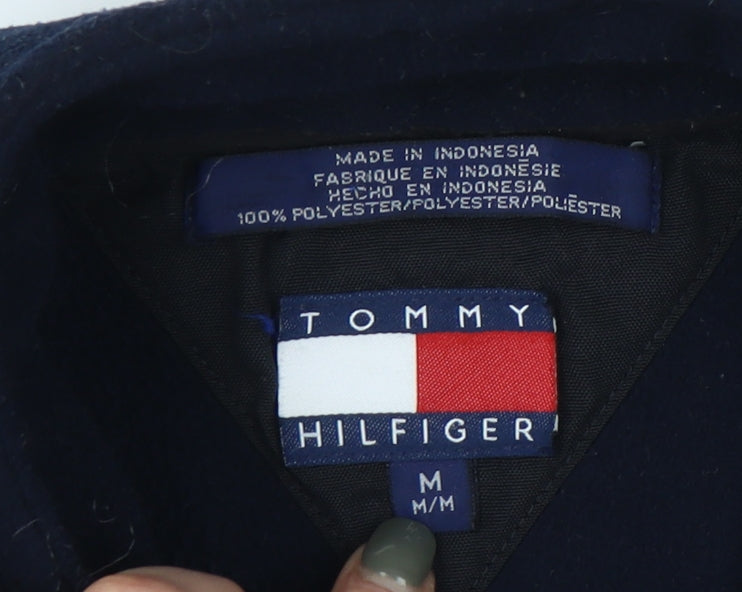 MADE IN INDONESIA
FABRIQUE EN INDONÉSIE
HECHO EN INDONESIA
100% POLYESTER/POLYESTER/POLIÉSTER
TOMMY
HILFIGER
M
M/M